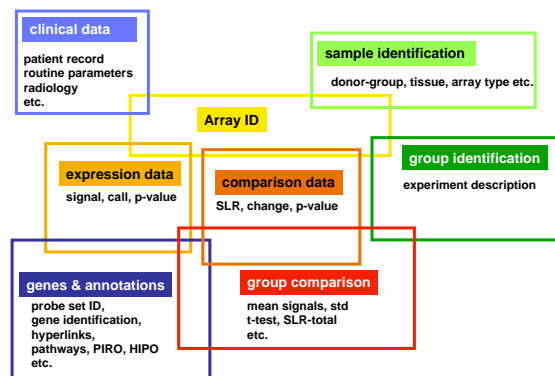 clinical data
patient record
routine parameters
radiology
etc.
sample identification
donor-group, tissue, array type etc.
Array ID
expression data
signal, call, p-value
comparison data
SLR, change, p-value
group identification
experiment description
genes & annotations
probe set ID,
gene identification,
hyperlinks,
pathways, PIRO, HIPO
etc.
group comparison
mean signals, std
t-test, SLR-total
etc.